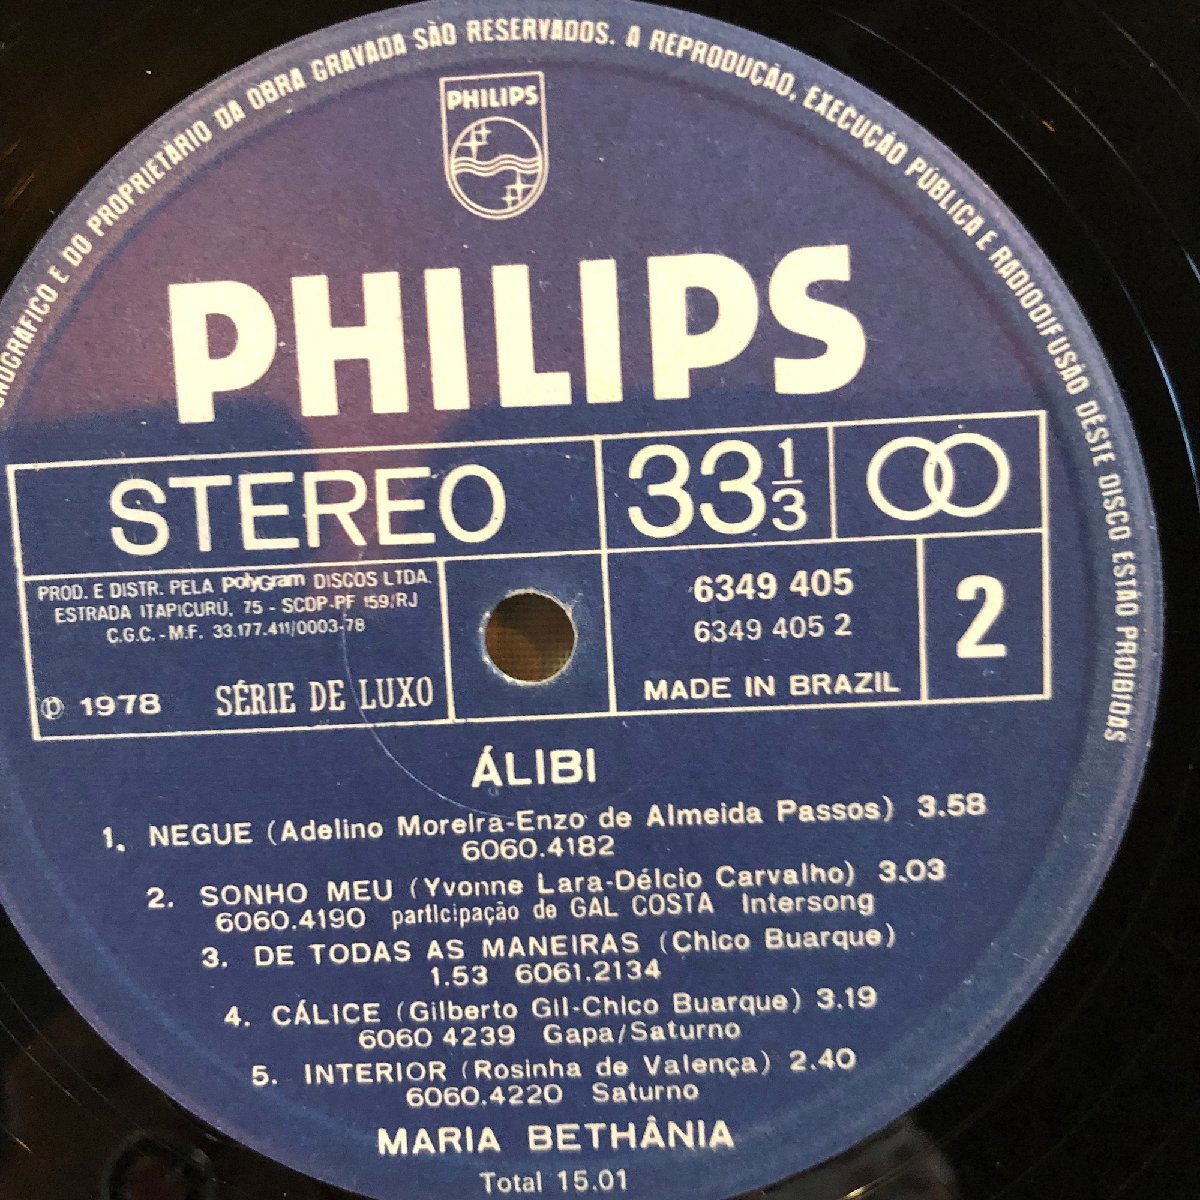 FICO E DO PROPRIETÁRIO DA OBRA GRAVADA SÃO RESERVADOS. A REPRODUÇÃO, EXECUÇÃO PÚBLICA E RADIODIFUSÃO DÊSTE DISCO ESTÃO PROIBIDAS
PHILIPS
PHILIPS
STEREO
33 1/3
PROD. E DISTR. PELA PolyGram DISCOS LTDA.
ESTRADA ITAPICURU, 75 - SCDP-PF 159/RJ
C.G.C. - M.F. 33.177.411/0003-78
℗ 1978 SÉRIE DE LUXO
6349 405
6349 405 2
MADE IN BRAZIL
2
ÁLIBI
1. NEGUE (Adelino Moreira-Enzo de Almeida Passos) 3.58
6060.4182
2. SONHO MEU (Yvonne Lara-Délcio Carvalho) 3.03
6060.4190 participação de GAL COSTA Intersong
3. DE TODAS AS MANEIRAS (Chico Buarque)
1.53 6061.2134
4. CÁLICE (Gilberto Gil-Chico Buarque) 3.19
6060 4239 Gapa/Saturno
5. INTERIOR (Rosinha de Valença) 2.40
6060.4220 Saturno
MARIA BETHÂNIA
Total 15.01